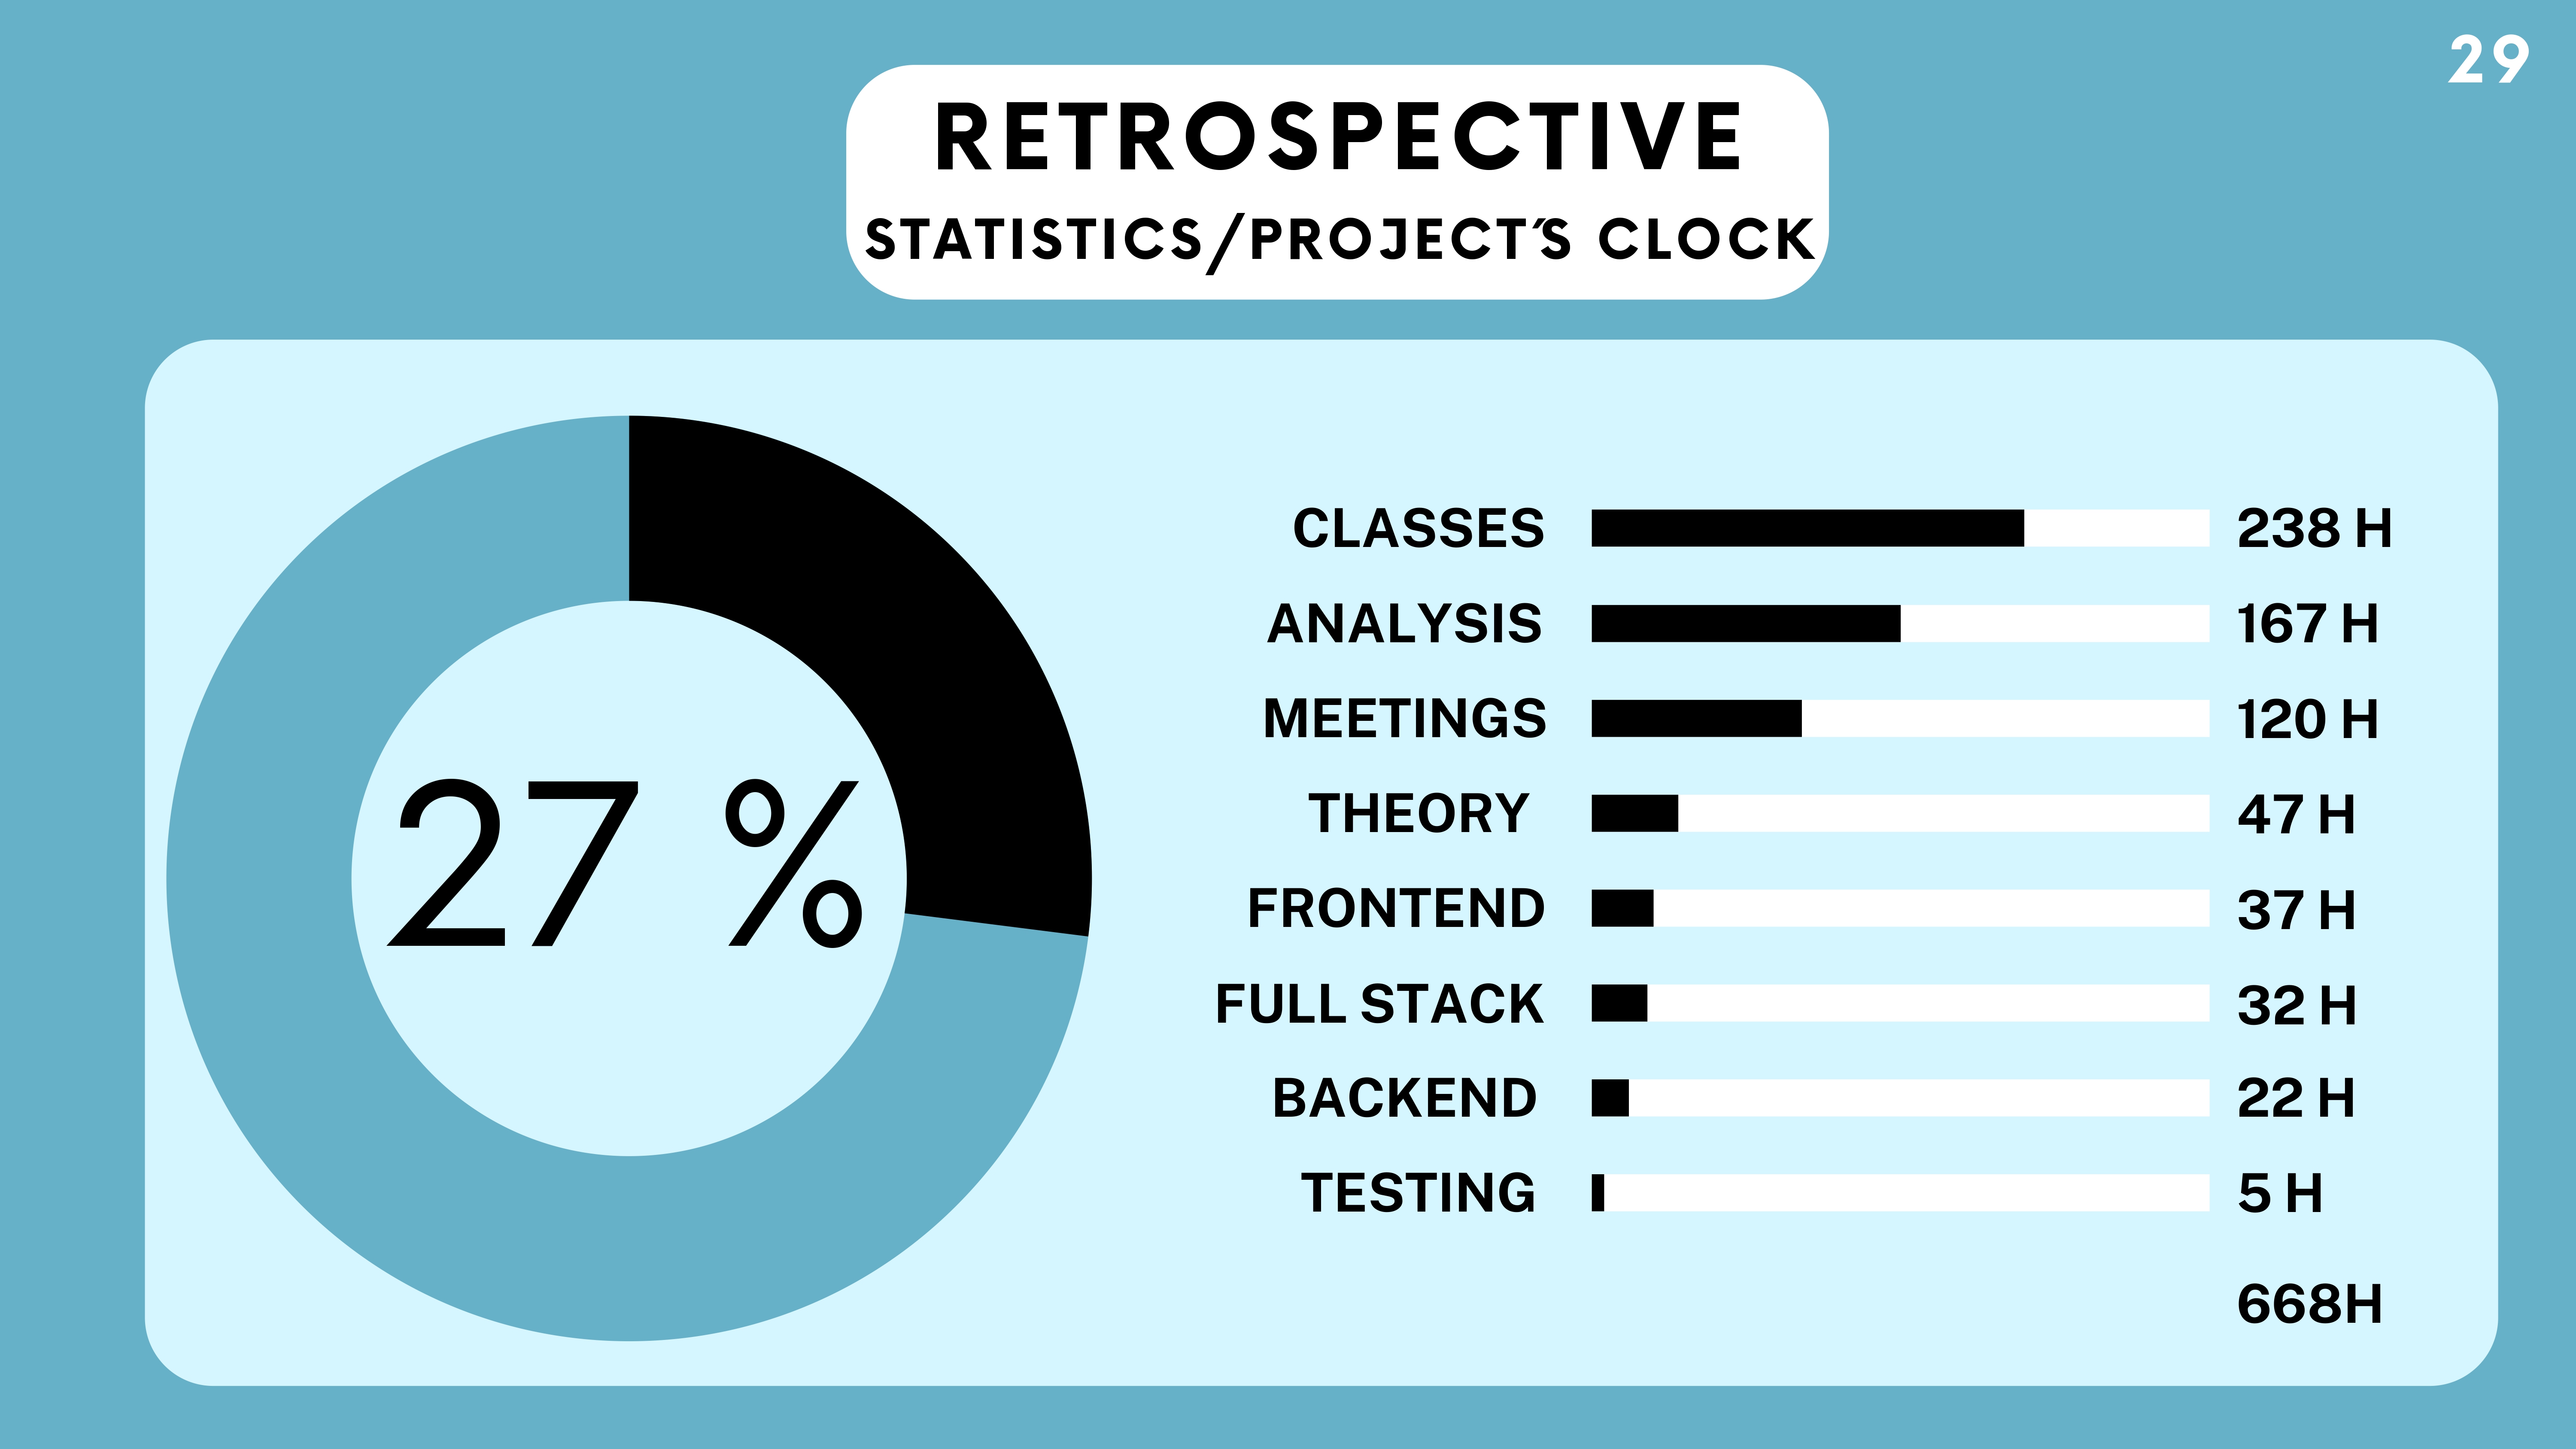 29
RETROSPECTIVE
STATISTICS/PROJECT´S CLOCK
27 %
CLASSES 238 H
ANALYSIS 167 H
MEETINGS 120 H
THEORY 47 H
FRONTEND 37 H
FULL STACK 32 H
BACKEND 22 H
TESTING 5 H
668H